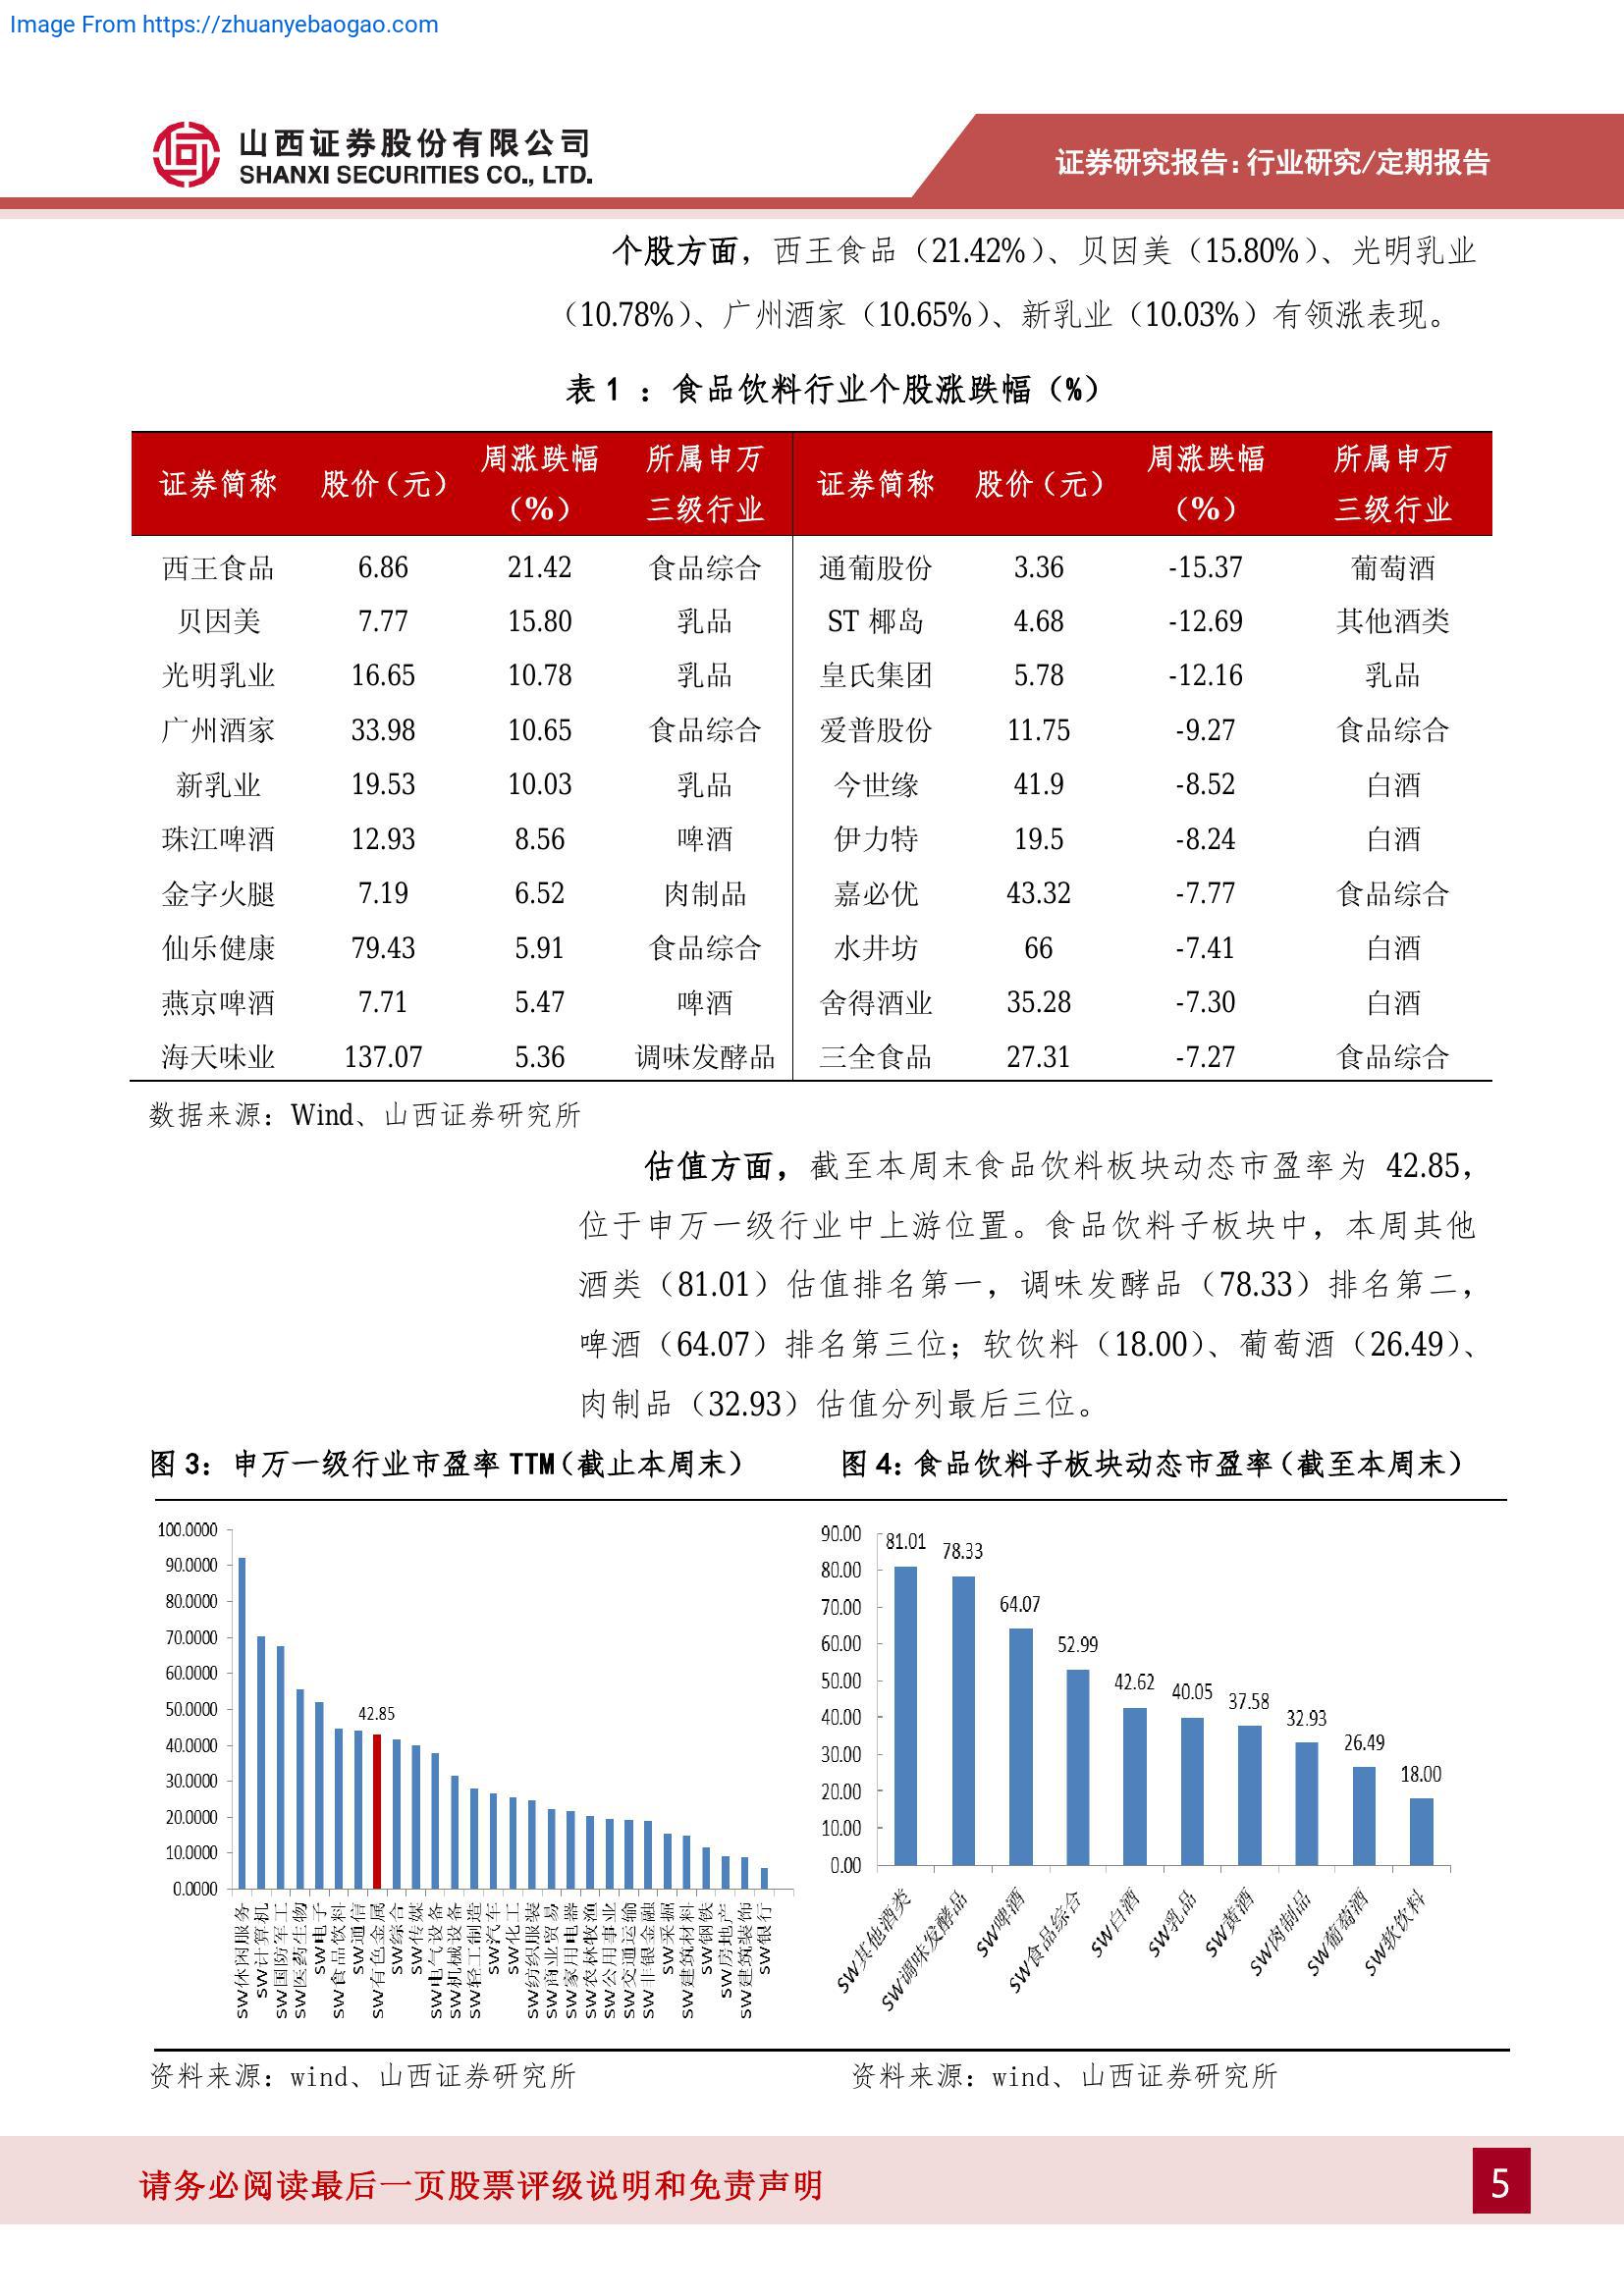 Image From https://zhuanyebaogao.com
山西证券股份有限公司
SHANXI SECURITIES CO., LTD.
证券研究报告：行业研究/定期报告
个股方面，西王食品（21.42%）、贝因美（15.80%）、光明乳业
（10.78%）、广州酒家（10.65%）、新乳业（10.03%）有领涨表现。
表 1 ：食品饮料行业个股涨跌幅（%）
证券简称 股价（元） 周涨跌幅（%） 所属申万三级行业 证券简称 股价（元） 周涨跌幅（%） 所属申万三级行业
西王食品 6.86 21.42 食品综合 通葡股份 3.36 -15.37 葡萄酒
贝因美 7.77 15.80 乳品 ST 椰岛 4.68 -12.69 其他酒类
光明乳业 16.65 10.78 乳品 皇氏集团 5.78 -12.16 乳品
广州酒家 33.98 10.65 食品综合 爱普股份 11.75 -9.27 食品综合
新乳业 19.53 10.03 乳品 今世缘 41.9 -8.52 白酒
珠江啤酒 12.93 8.56 啤酒 伊力特 19.5 -8.24 白酒
金字火腿 7.19 6.52 肉制品 嘉必优 43.32 -7.77 食品综合
仙乐健康 79.43 5.91 食品综合 水井坊 66 -7.41 白酒
燕京啤酒 7.71 5.47 啤酒 舍得酒业 35.28 -7.30 白酒
海天味业 137.07 5.36 调味发酵品 三全食品 27.31 -7.27 食品综合
数据来源：Wind、山西证券研究所
估值方面，截至本周末食品饮料板块动态市盈率为 42.85，
位于申万一级行业中上游位置。食品饮料子板块中，本周其他
酒类（81.01）估值排名第一，调味发酵品（78.33）排名第二，
啤酒（64.07）排名第三位；软饮料（18.00）、葡萄酒（26.49）、
肉制品（32.93）估值分列最后三位。
图 3：申万一级行业市盈率 TTM（截止本周末）
100.0000
90.0000
80.0000
70.0000
60.0000
50.0000
40.0000
30.0000
20.0000
10.0000
0.0000
42.85
SW休闲服务
SW计算机
SW国防军工
SW医药生物
SW电子
SW食品饮料
SW通信
SW有色金属
SW综合
SW传媒
SW电气设备
SW机械设备
SW轻工制造
SW汽车
SW化工
SW纺织服装
SW商业贸易
SW家用电器
SW农林牧渔
SW公用事业
SW交通运输
SW非银金融
SW采掘
SW建筑材料
SW钢铁
SW房地产
SW建筑装饰
SW银行
图 4：食品饮料子板块动态市盈率（截至本周末）
90.00
80.00
70.00
60.00
50.00
40.00
30.00
20.00
10.00
0.00
81.01
78.33
64.07
52.99
42.62
40.05
37.58
32.93
26.49
18.00
SW其他酒类
SW调味发酵品
SW啤酒
SW食品综合
SW白酒
SW乳品
SW黄酒
SW肉制品
SW葡萄酒
SW软饮料
资料来源：wind、山西证券研究所
资料来源：wind、山西证券研究所
请务必阅读最后一页股票评级说明和免责声明
5